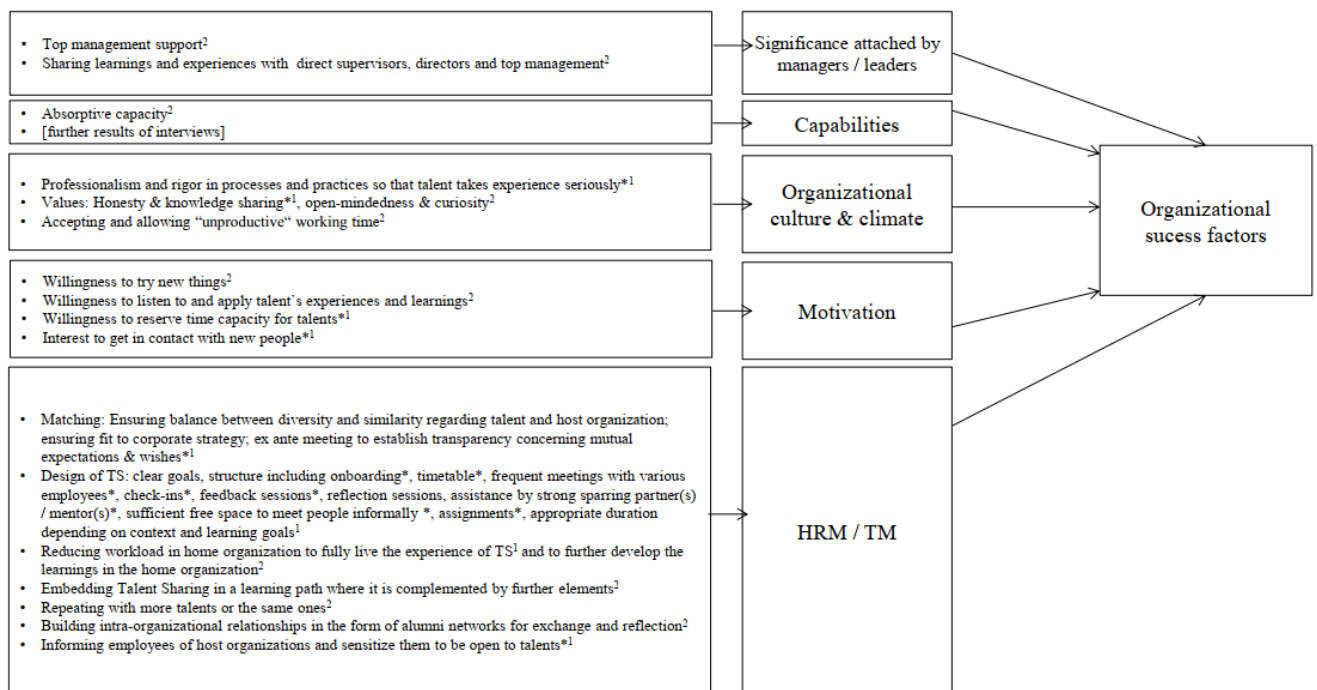 • Top management support²
• Sharing learnings and experiences with direct supervisors, directors and top management²
Significance attached by
managers / leaders
• Absorptive capacity²
• [further results of interviews]
Capabilities
• Professionalism and rigor in processes and practices so that talent takes experience seriously*¹
• Values: Honesty & knowledge sharing*¹, open-mindedness & curiosity²
• Accepting and allowing “unproductive“ working time²
Organizational
culture & climate
Organizational
sucess factors
• Willingness to try new things²
• Willingness to listen to and apply talent`s experiences and learnings²
• Willingness to reserve time capacity for talents*¹
• Interest to get in contact with new people*¹
Motivation
• Matching: Ensuring balance between diversity and similarity regarding talent and host organization;
ensuring fit to corporate strategy; ex ante meeting to establish transparency concerning mutual
expectations & wishes*¹
• Design of TS: clear goals, structure including onboarding*, timetable*, frequent meetings with various
employees*, check-ins*, feedback sessions*, reflection sessions, assistance by strong sparring partner(s)
/ mentor(s)*, sufficient free space to meet people informally *, assignments*, appropriate duration
depending on context and learning goals¹
• Reducing workload in home organization to fully live the experience of TS¹ and to further develop the
learnings in the home organization²
• Embedding Talent Sharing in a learning path where it is complemented by further elements²
• Repeating with more talents or the same ones²
• Building intra-organizational relationships in the form of alumni networks for exchange and reflection²
• Informing employees of host organizations and sensitize them to be open to talents*¹
HRM / TM